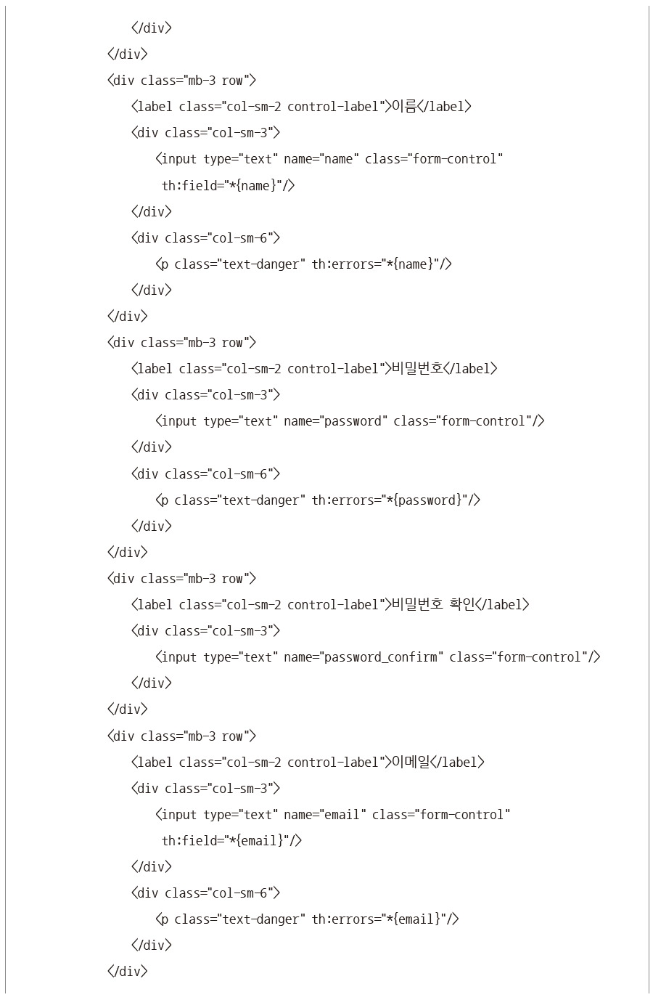 </div>
</div>
<div class="mb-3 row">
<label class="col-sm-2 control-label">이름</label>
<div class="col-sm-3">
<input type="text" name="name" class="form-control"
th:field="*{name}"/>
</div>
<div class="col-sm-6">
<p class="text-danger" th:errors="*{name}"/>
</div>
</div>
<div class="mb-3 row">
<label class="col-sm-2 control-label">비밀번호</label>
<div class="col-sm-3">
<input type="text" name="password" class="form-control"/>
</div>
<div class="col-sm-6">
<p class="text-danger" th:errors="*{password}"/>
</div>
</div>
<div class="mb-3 row">
<label class="col-sm-2 control-label">비밀번호 확인</label>
<div class="col-sm-3">
<input type="text" name="password_confirm" class="form-control"/>
</div>
</div>
<div class="mb-3 row">
<label class="col-sm-2 control-label">이메일</label>
<div class="col-sm-3">
<input type="text" name="email" class="form-control"
th:field="*{email}"/>
</div>
<div class="col-sm-6">
<p class="text-danger" th:errors="*{email}"/>
</div>
</div>